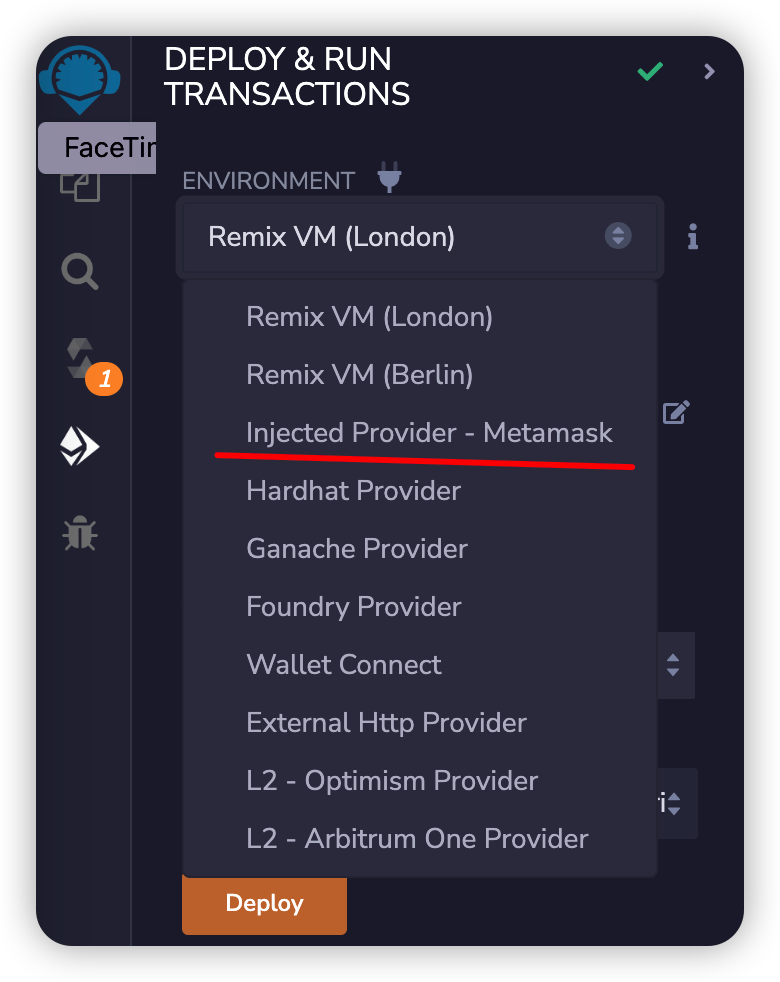 DEPLOY & RUN
TRANSACTIONS
FaceTi
ENVIRONMENT
Remix VM (London)
Remix VM (London)
Remix VM (Berlin)
1
Injected Provider - Metamask
Hardhat Provider
Ganache Provider
Foundry Provider
Wallet Connect
External Http Provider
L2 - Optimism Provider
L2 - Arbitrum One Provider
Deploy